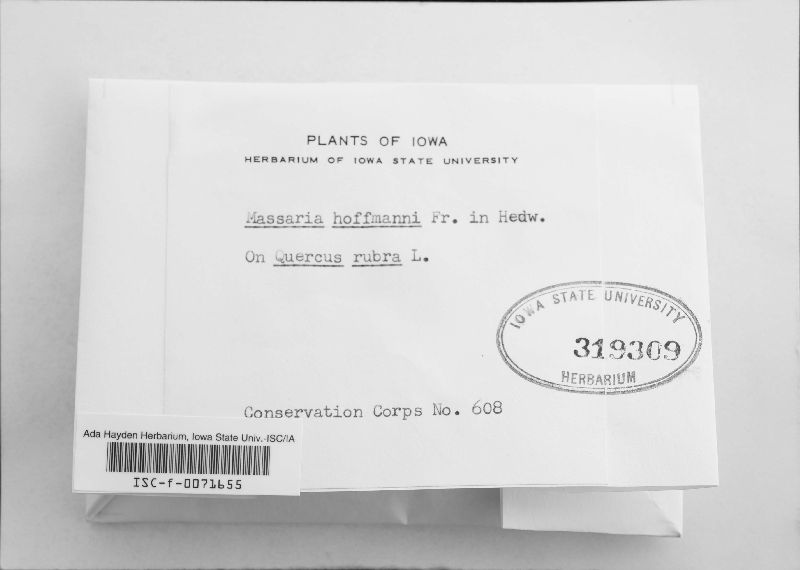 PLANTS OF IOWA
HERBARIUM OF IOWA STATE UNIVERSITY
Massaria hoffmanni Fr. in Hedw.
On Quercus rubra L.
IOWA STATE UNIVERSITY
319309
HERBARIUM
Conservation Corps No. 608
Ada Hayden Herbarium, Iowa State Univ.-ISC/IA
ISC-f-0071655